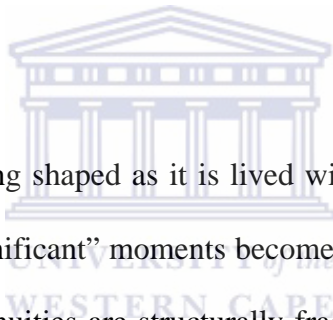 ng shaped as it is lived wi
nificant” moments become
UNIVERSITY of the
WESTERN CAPE